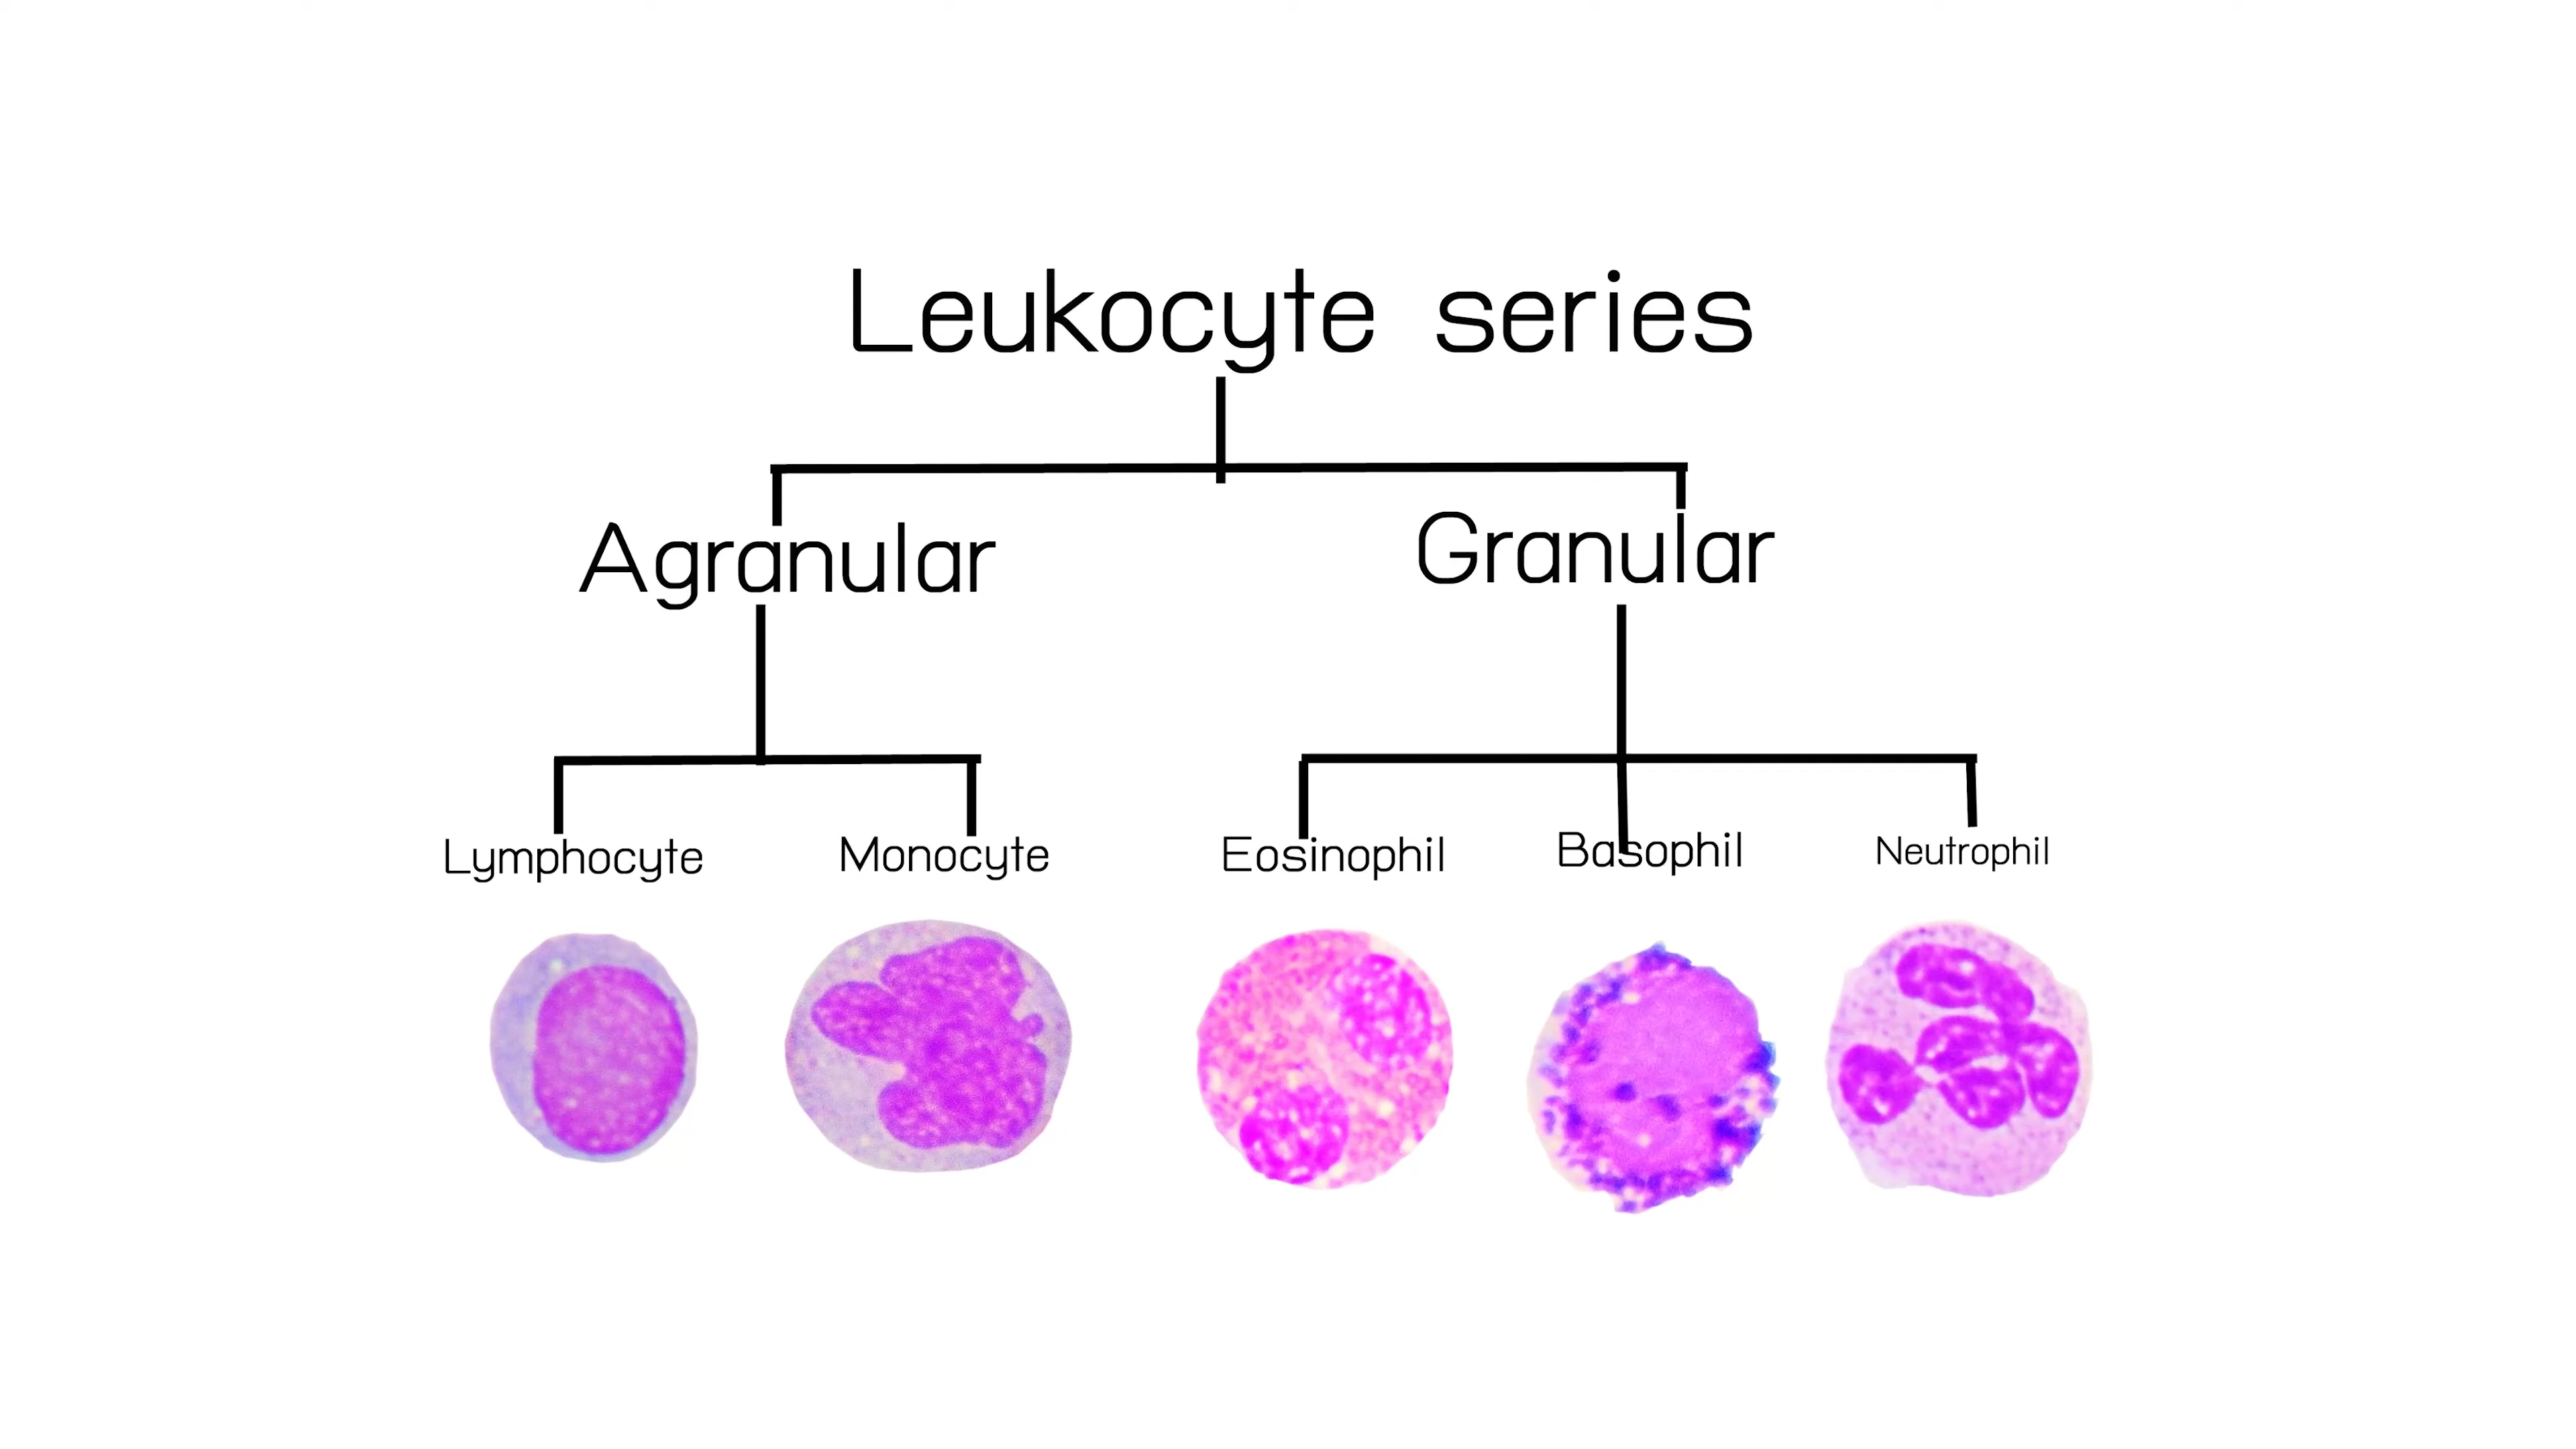 Leukocyte series
Agranular
Granular
Lymphocyte
Monocyte
Eosinophil
Basophil
Neutrophil